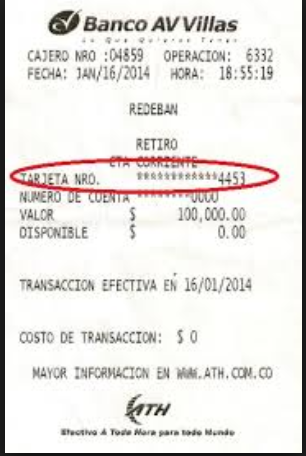 Banco AV Villas
Lo Que Quieres Tener
CAJERO NRO :04859 OPERACION: 6332
FECHA: JAN/16/2014 HORA: 18:55:19
REDEBAN
RETIRO
CTA CORRIENTE
TARJETA NRO. ************4453
NUMERO DE CUENTA *********0000
VALOR $ 100,000.00
DISPONIBLE $ 0.00
TRANSACCION EFECTIVA EN 16/01/2014
COSTO DE TRANSACCION: $ 0
MAYOR INFORMACION EN WWW.ATH.COM.CO
ATH
Efectivo A Toda Hora para todo Mundo